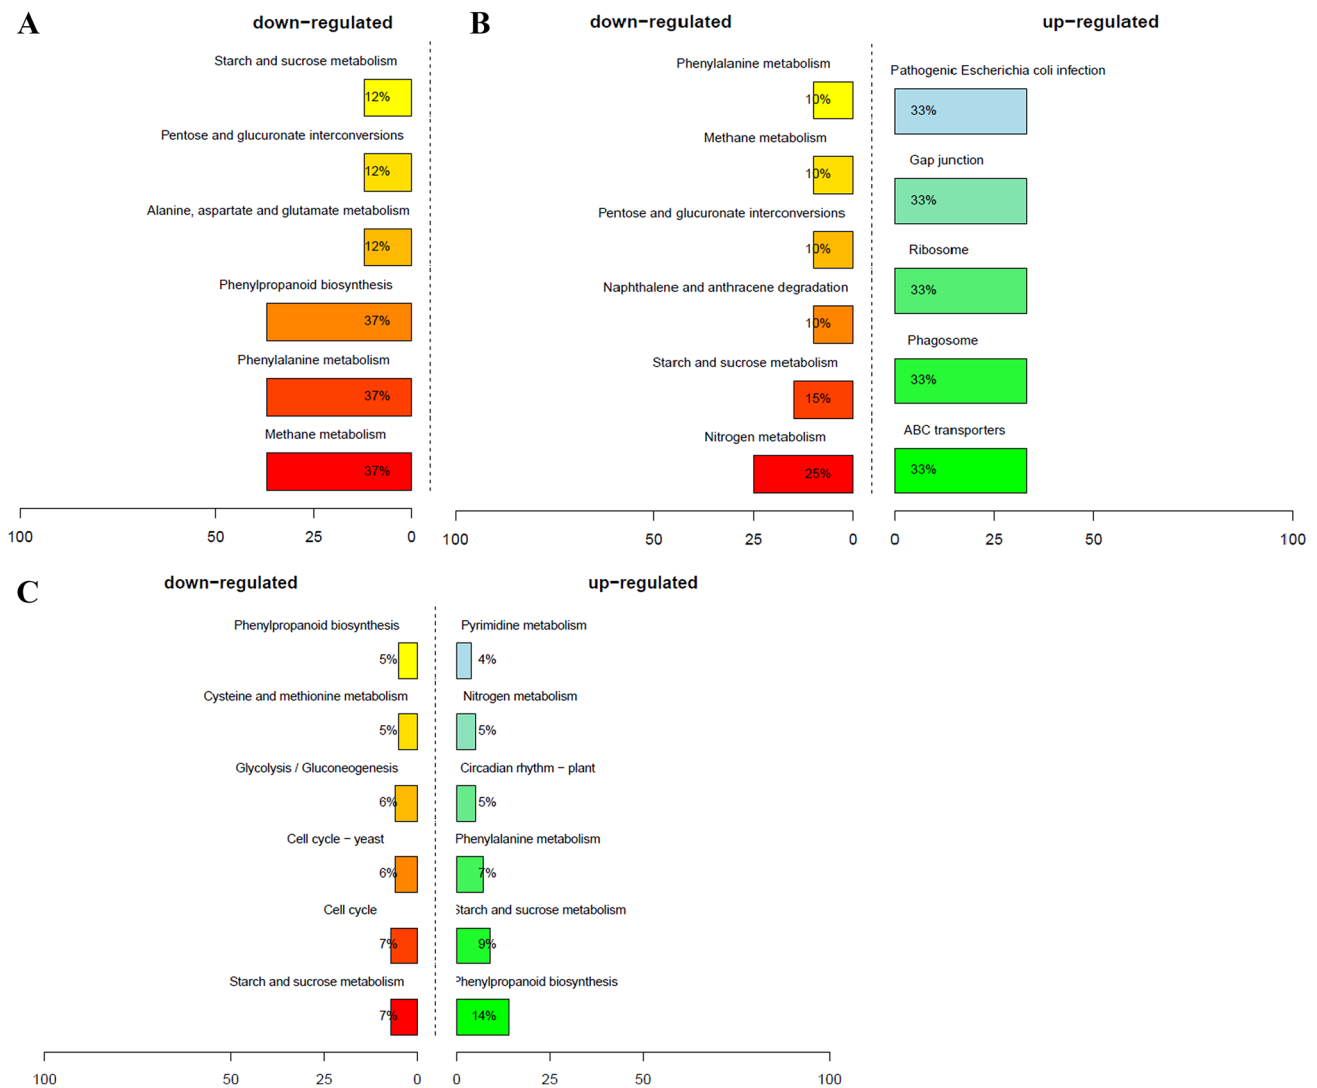 A
down−regulated
Starch and sucrose metabolism
12%
Pentose and glucuronate interconversions
12%
Alanine, aspartate and glutamate metabolism
12%
Phenylpropanoid biosynthesis
37%
Phenylalanine metabolism
37%
Methane metabolism
37%
100 50 25 0
B
down−regulated
Phenylalanine metabolism
10%
Methane metabolism
10%
Pentose and glucuronate interconversions
10%
Naphthalene and anthracene degradation
10%
Starch and sucrose metabolism
15%
Nitrogen metabolism
25%
100 50 25 0
up−regulated
Pathogenic Escherichia coli infection
33%
Gap junction
33%
Ribosome
33%
Phagosome
33%
ABC transporters
33%
0 25 50 100
C
down−regulated
Phenylpropanoid biosynthesis
5%
Cysteine and methionine metabolism
5%
Glycolysis / Gluconeogenesis
6%
Cell cycle − yeast
6%
Cell cycle
7%
Starch and sucrose metabolism
7%
100 50 25 0
up−regulated
Pyrimidine metabolism
4%
Nitrogen metabolism
5%
Circadian rhythm − plant
5%
Phenylalanine metabolism
7%
Starch and sucrose metabolism
9%
Phenylpropanoid biosynthesis
14%
0 25 50 100